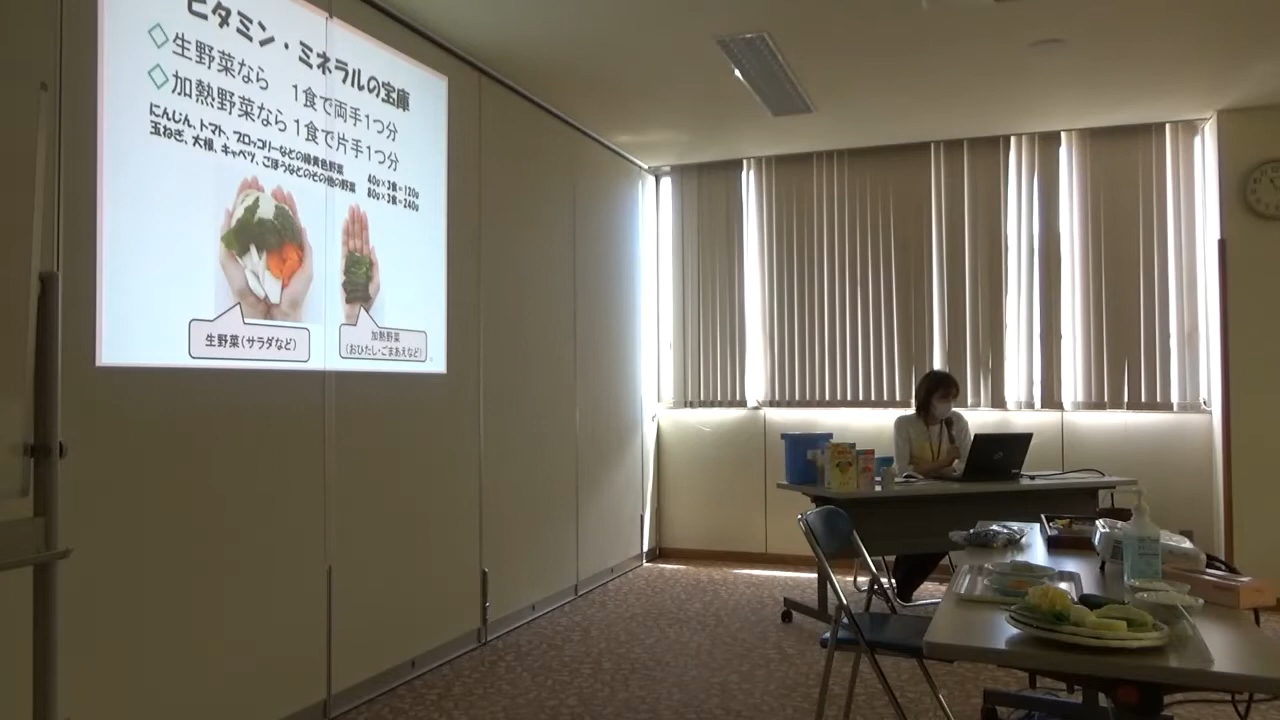 ビタミン・ミネラルの宝庫
◇生野菜なら 1食で両手1つ分
◇加熱野菜なら1食で片手1つ分
にんじん、トマト、ブロッコリーなどの緑黄色野菜 40g×3食=120g
玉ねぎ、大根、キャベツ、ごぼうなどのその他の野菜 80g×3食=240g
生野菜(サラダなど)
加熱野菜
(おひたし・ごまあえなど)